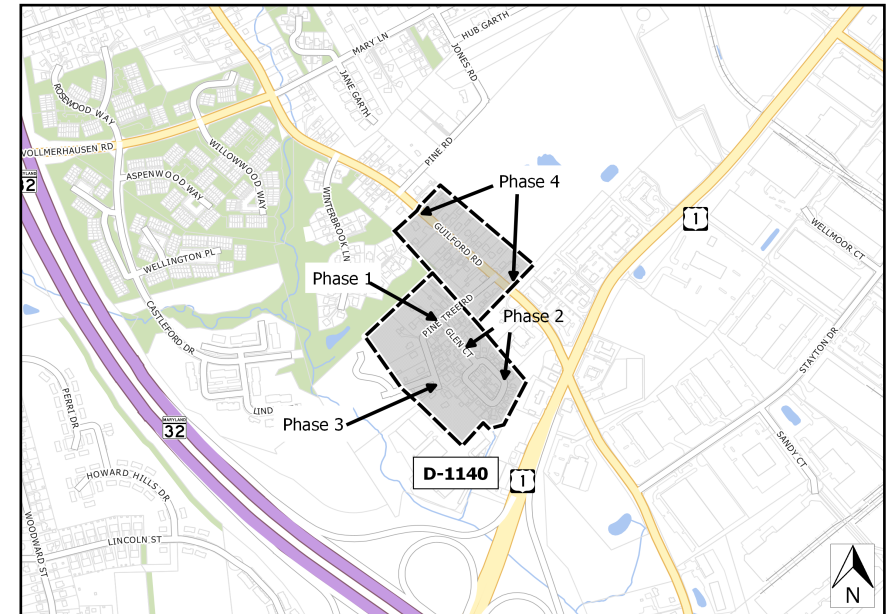 HUB GARTH
MARY LN
JONES RD
JANE GARTH
ROSEWOOD WAY
VOLLMERHAUSEN RD
WILLOWWOOD WAY
PINE RD
ASPENWOOD WAY
32
Phase 4
WINTERBROOK LN
1
WELLMOOR CT
GUILFORD RD
WELLINGTON PL
Phase 1
PINE TREE RD
Phase 2
GLEN CT
CASTLEFORD DR
STAYTON DR
PERRI DR
LIND
Phase 3
MARYLAND
32
SANDY CT
D-1140
1
HOWARD HILLS DR
WOODWARD ST
LINCOLN ST
N